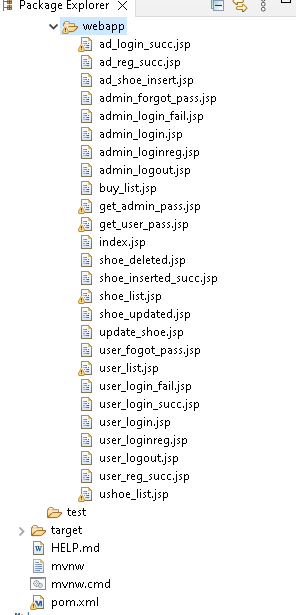 Package Explorer
webapp
ad_login_succ.jsp
ad_reg_succ.jsp
ad_shoe_insert.jsp
admin_forgot_pass.jsp
admin_login_fail.jsp
admin_login.jsp
admin_loginreg.jsp
admin_logout.jsp
buy_list.jsp
get_admin_pass.jsp
get_user_pass.jsp
index.jsp
shoe_deleted.jsp
shoe_inserted_succ.jsp
shoe_list.jsp
shoe_updated.jsp
update_shoe.jsp
user_fogot_pass.jsp
user_list.jsp
user_login_fail.jsp
user_login_succ.jsp
user_login.jsp
user_loginreg.jsp
user_logout.jsp
user_reg_succ.jsp
ushoe_list.jsp
test
target
HELP.md
mvnw
mvnw.cmd
pom.xml